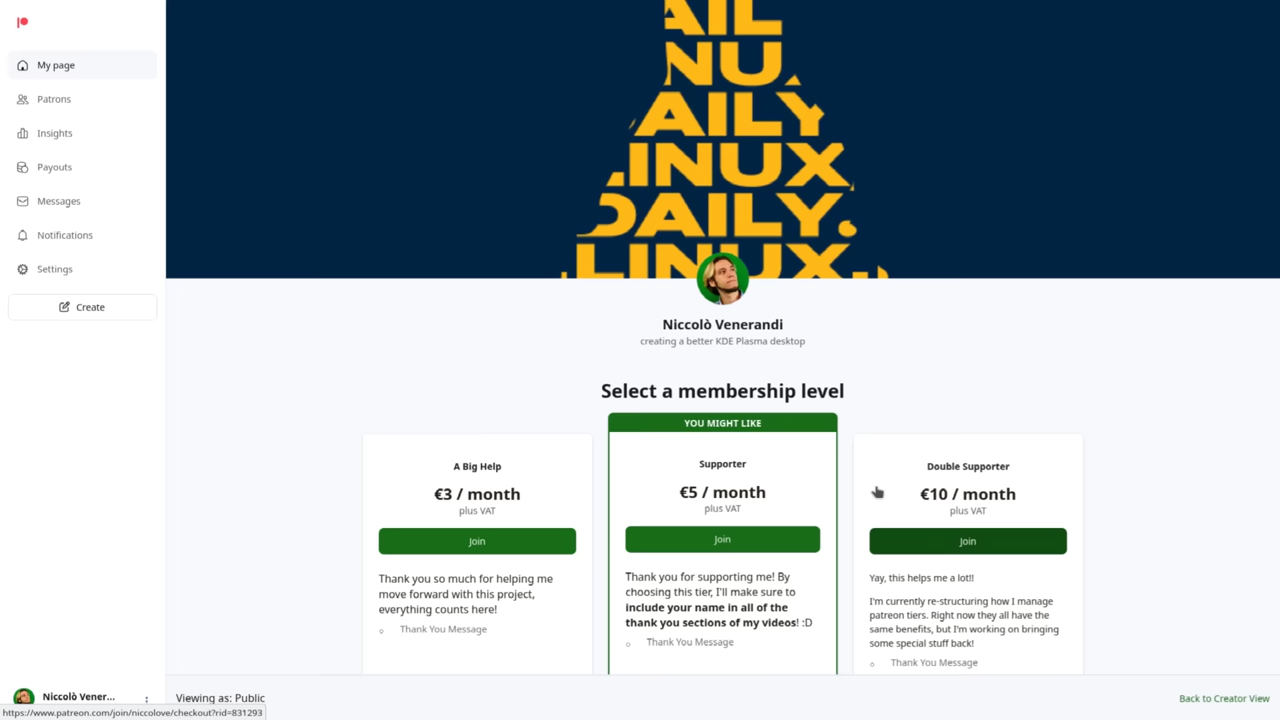 AIL
NU
AILY
LINUX
DAILY.
LINUX.
My page
Patrons
Insights
Payouts
Messages
Notifications
Settings
Create
Niccolò Venerandi
creating a better KDE Plasma desktop
Select a membership level
A Big Help
€3 / month
plus VAT
Join
Thank you so much for helping me
move forward with this project,
everything counts here!
Thank You Message
YOU MIGHT LIKE
Supporter
€5 / month
plus VAT
Join
Thank you for supporting me! By
choosing this tier, I'll make sure to
include your name in all of the
thank you sections of my videos! :D
Thank You Message
Double Supporter
€10 / month
plus VAT
Join
Yay, this helps me a lot!!
I'm currently re-structuring how I manage
patreon tiers. Right now they all have the
same benefits, but I'm working on bringing
some special stuff back!
Thank You Message
Niccolò Vener...
Viewing as: Public
Back to Creator View
https://www.patreon.com/join/niccolove/checkout?rid=831293